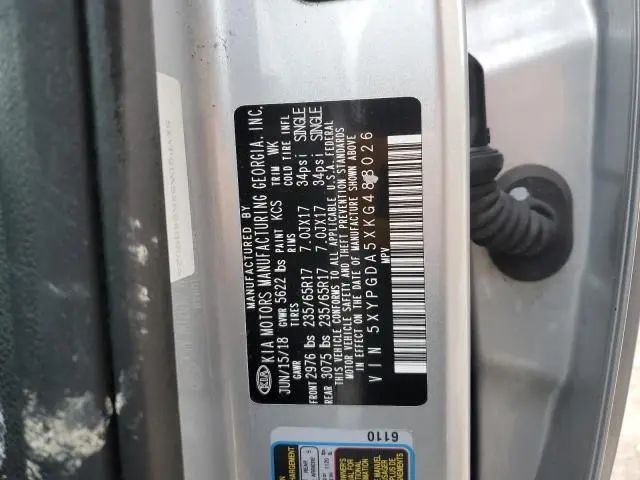 MANUFACTURED BY
KIA KIA MOTORS MANUFACTURING GEORGIA, INC.
JUN/15/18 GVWR 5622 lbs PAINT KCS TRIM WK
GAWR TIRES RIMS COLD TIRE INFL
FRONT 2976 lbs 235/65R17 7.0JX17 34psi SINGLE
REAR 3075 lbs 235/65R17 7.0JX17 34psi SINGLE
THIS VEHICLE CONFORMS TO ALL APPLICABLE U.S.A. FEDERAL
MOTOR VEHICLE SAFETY AND THEFT PREVENTION STANDARDS
IN EFFECT ON THE DATE OF MANUFACTURE SHOWN ABOVE
VIN 5XYPGDA5XKG488026
MPV
6110